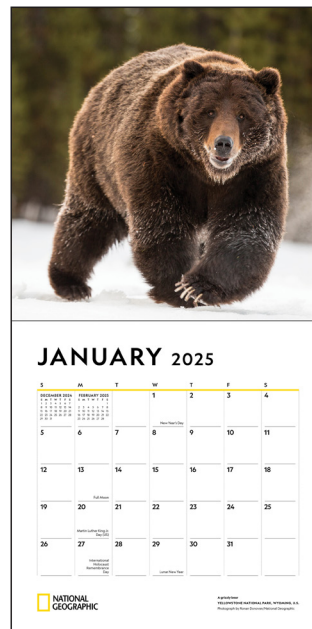 JANUARY 2025
S M T W T F S
DECEMBER 2024 FEBRUARY 2025
S M T W T F S S M T W T F S
1 2 3 4
New Year's Day
5 6 7 8 9 10 11
12 13 14 15 16 17 18
Full Moon
19 20 21 22 23 24 25
Martin Luther King Jr.
Day (US)
26 27 28 29 30 31
International
Holocaust
Remembrance
Day
Lunar New Year
NATIONAL
GEOGRAPHIC
A grizzly bear
YELLOWSTONE NATIONAL PARK, WYOMING, U.S.